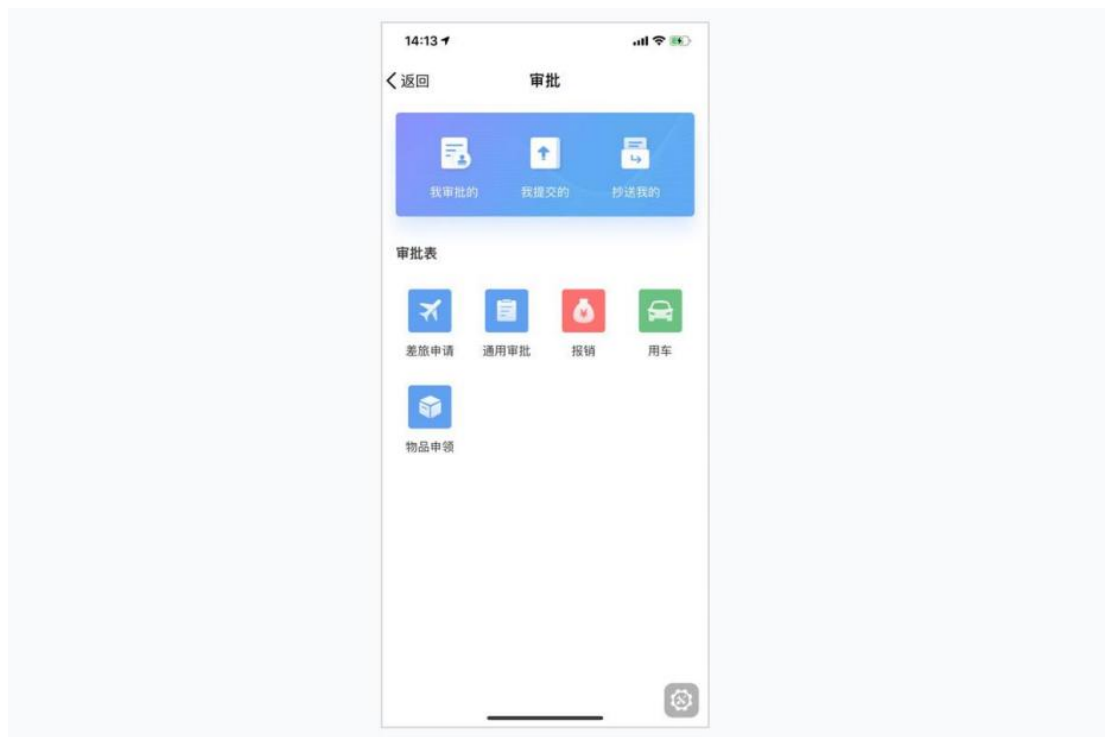 14:13
返回
审批
我审批的 我提交的 抄送我的
审批表
差旅申请 通用审批 报销 用车
物品申领